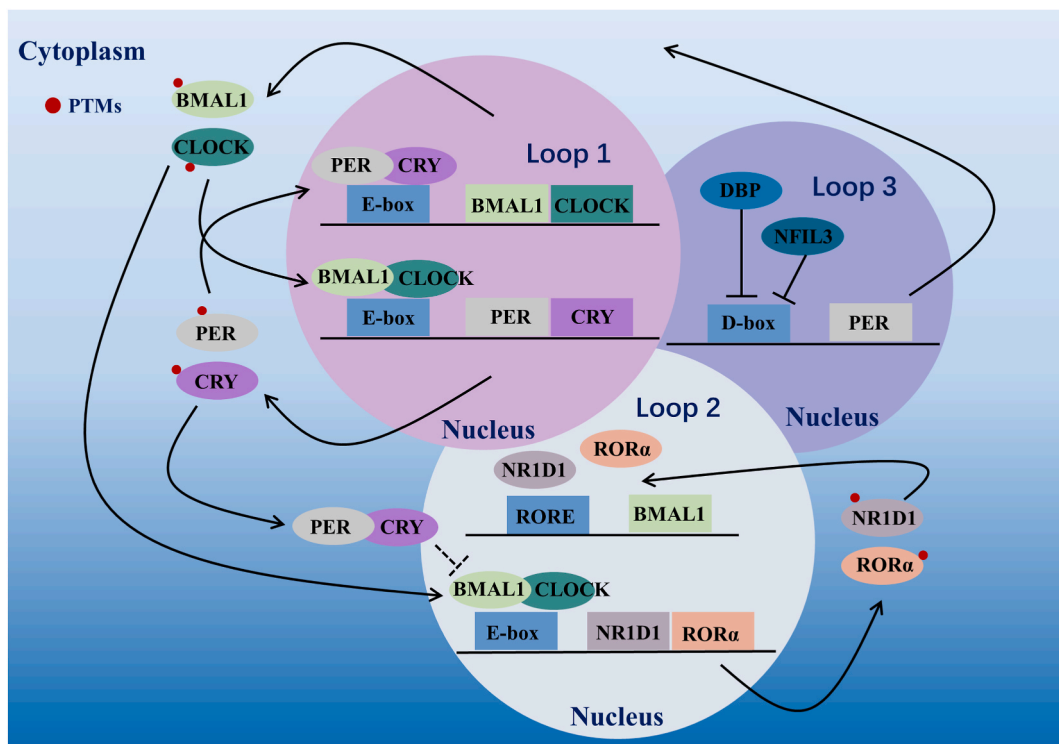 Cytoplasm
PTMs
BMAL1
CLOCK
PER
CRY
Loop 1
PER
CRY
E-box
BMAL1
CLOCK
BMAL1
CLOCK
E-box
PER
CRY
Nucleus
Loop 3
DBP
NFIL3
D-box
PER
Nucleus
Loop 2
NR1D1
RORα
RORE
BMAL1
PER
CRY
BMAL1
CLOCK
E-box
NR1D1
RORα
Nucleus
NR1D1
RORα